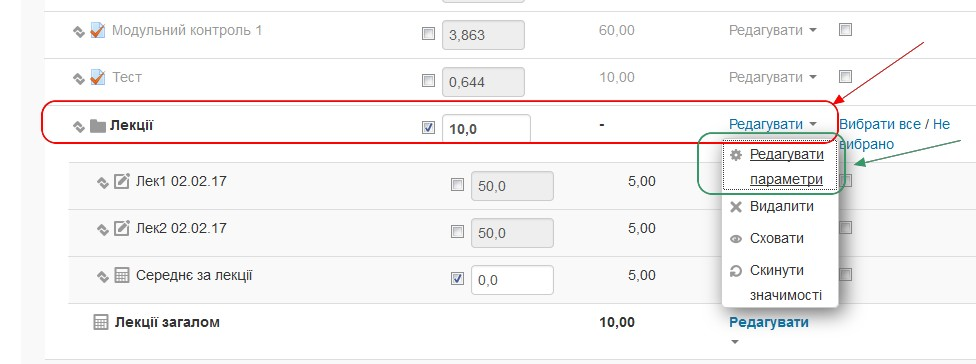 Модульний контроль 1 3,863 60,00 Редагувати
Тест 0,644 10,00 Редагувати
Лекції 10,0 - Редагувати Вибрати все / Не
вибрано
Редагувати
параметри
Лек1 02.02.17 50,0 5,00
Видалити
Лек2 02.02.17 50,0 5,00
Сховати
Середнє за лекції 0,0 5,00
Скинути
значимості
Лекції загалом 10,00 Редагувати